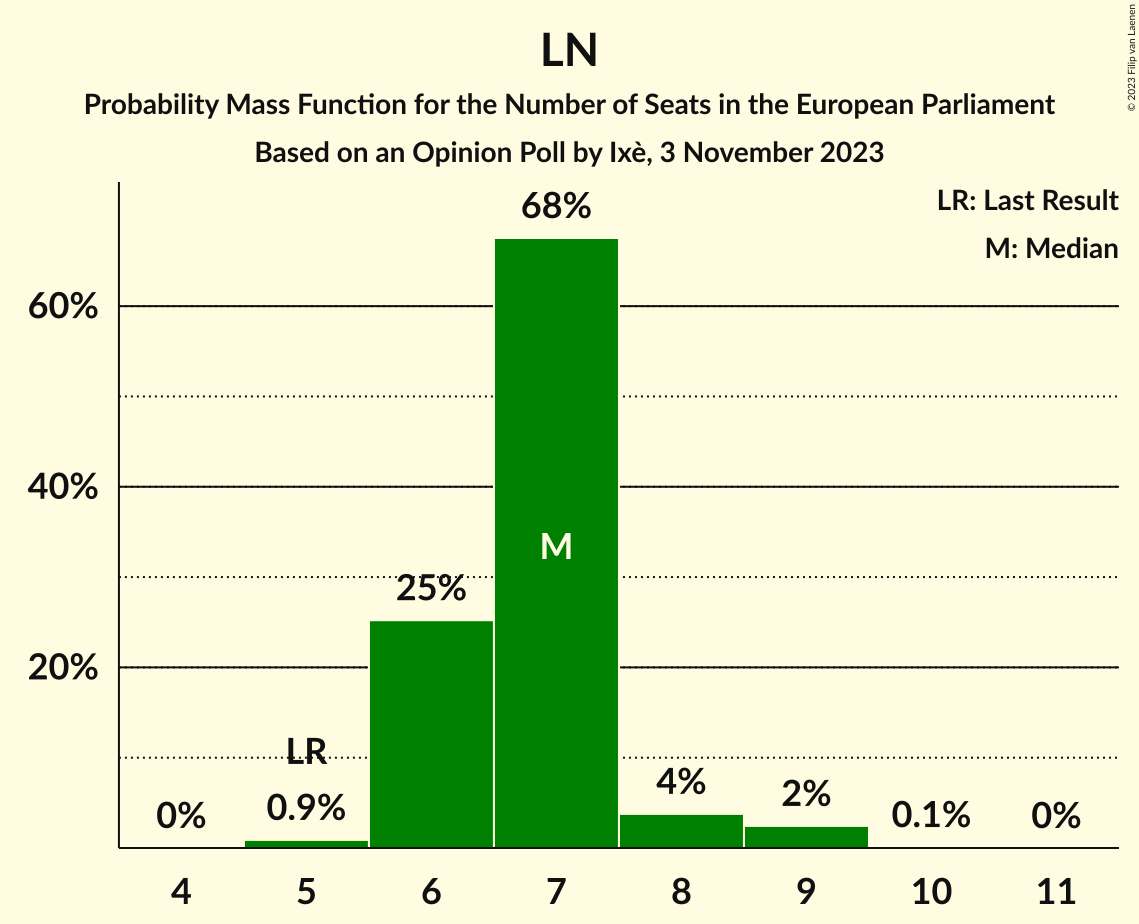 LN
Probability Mass Function for the Number of Seats in the European Parliament
Based on an Opinion Poll by Ixè, 3 November 2023
© 2023 Filip van Laenen
LR: Last Result
M: Median
68%
60%
40%
M
25%
20%
LR
0%
0.9%
4%
2%
0.1%
0%
4 5 6 7 8 9 10 11